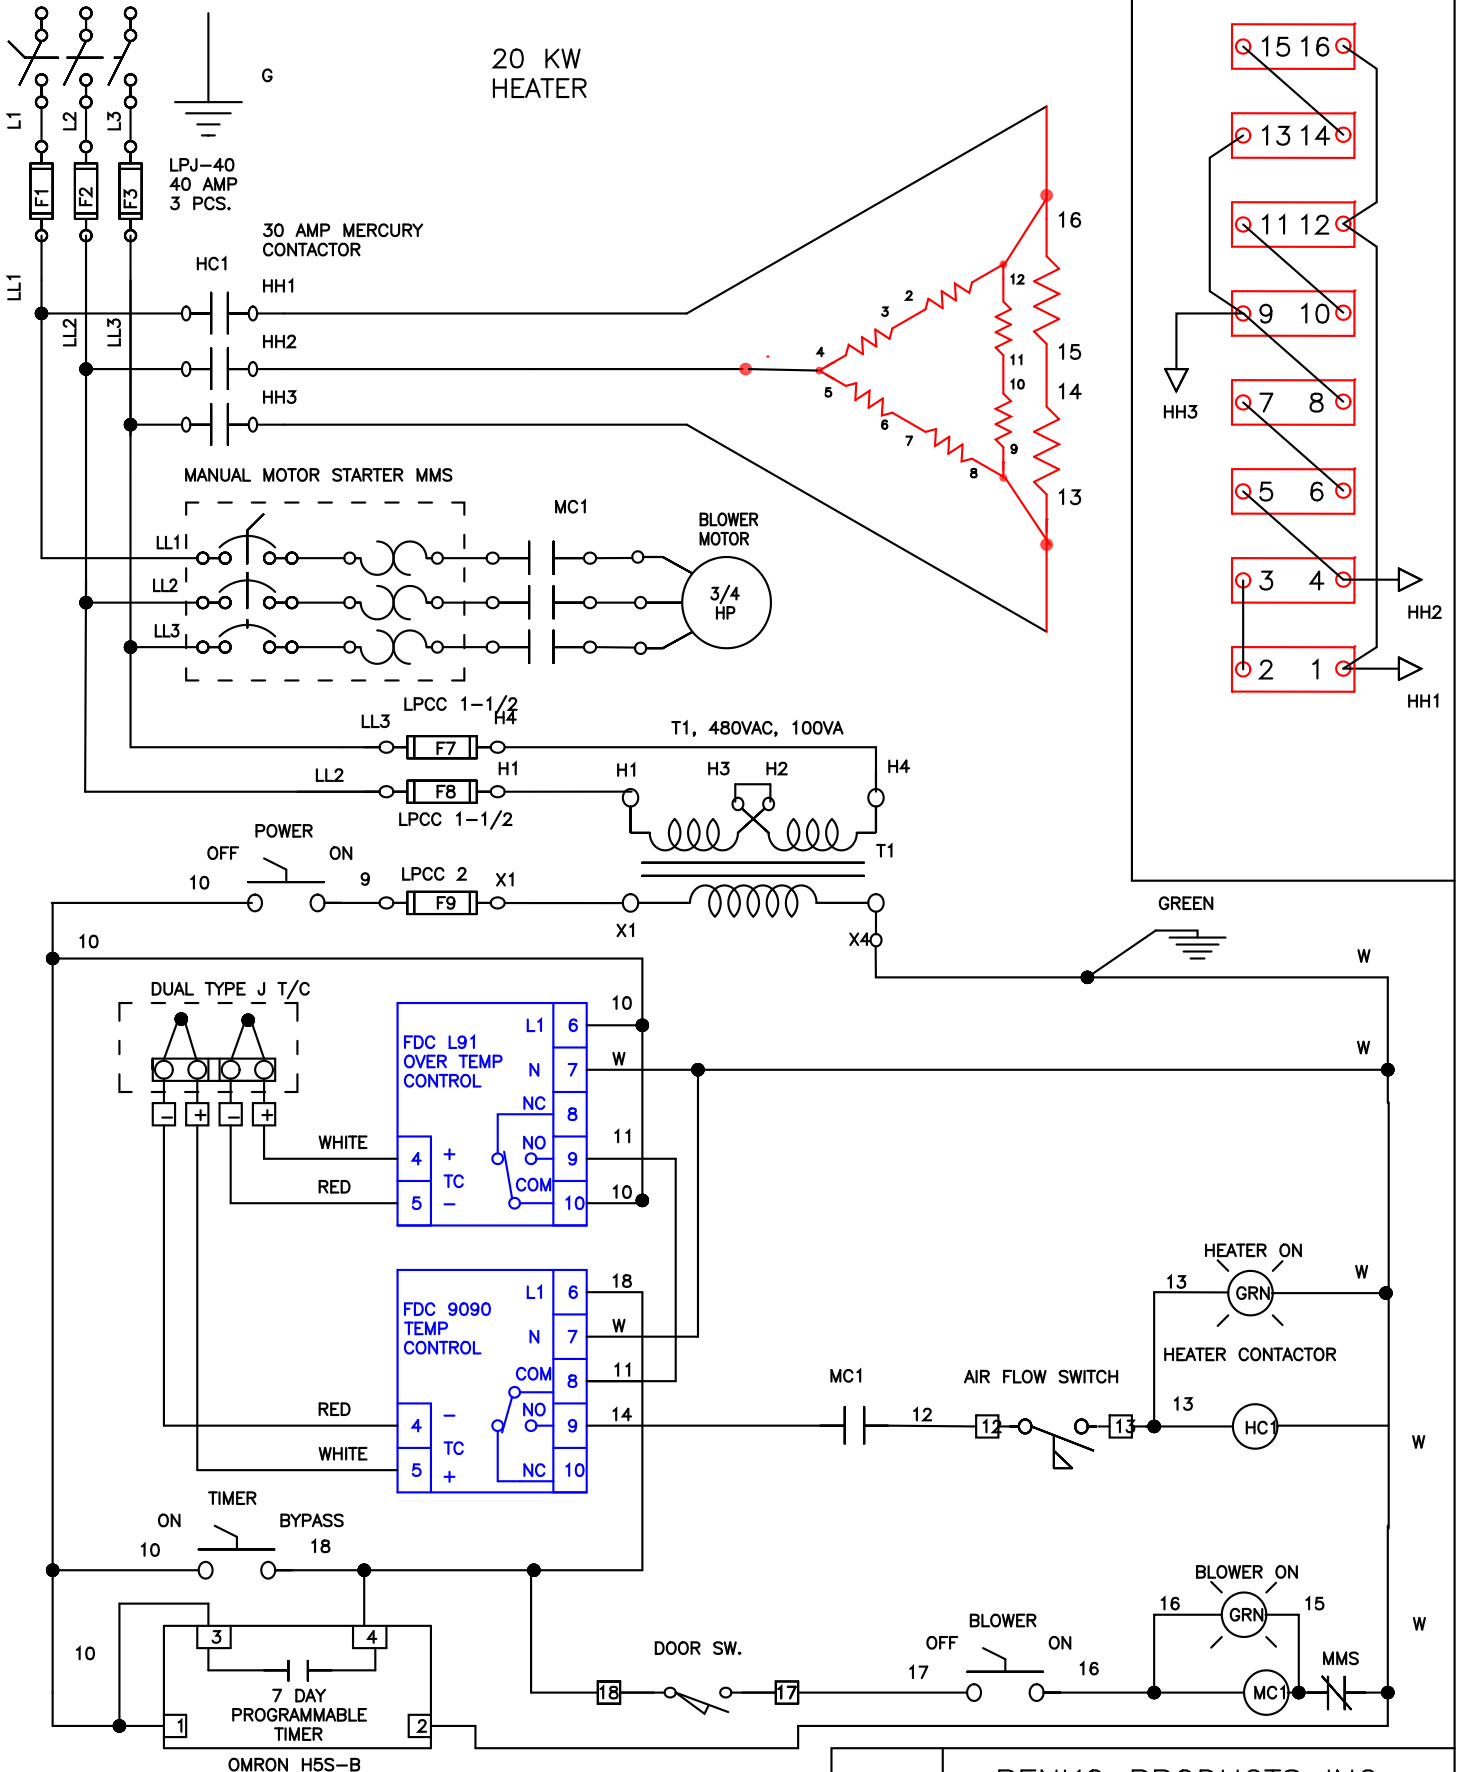 20 KW
HEATER
G
L1
L2
L3
F1
F2
F3
LPJ-40
40 AMP
3 PCS.
30 AMP MERCURY
CONTACTOR
HC1
LL1
LL2
LL3
HH1
HH2
HH3
16
15
14
13
12
11
10
9
2
3
4
5
6
7
8
15 16
13 14
11 12
9 10
7 8
5 6
3 4
2 1
HH3
HH2
HH1
MANUAL MOTOR STARTER MMS
MC1
BLOWER
MOTOR
3/4
HP
LL1
LL2
LL3
LPCC 1-1/2
LL3
F7
H4
LL2
F8
H1
LPCC 1-1/2
T1, 480VAC, 100VA
H1
H3
H2
H4
T1
POWER
OFF
ON
10
9
LPCC 2
F9
X1
X1
X4
GREEN
W
10
DUAL TYPE J T/C
- + - +
WHITE
RED
FDC L91
OVER TEMP
CONTROL
L1 6
N 7
NC 8
NO 9
COM 10
4 +
TC
5 -
10
W
11
10
W
FDC 9090
TEMP
CONTROL
L1 6
N 7
COM 8
NO 9
NC 10
4 -
TC
5 +
RED
WHITE
18
W
11
14
MC1
12
AIR FLOW SWITCH
12
13
HEATER ON
13
GRN
W
HEATER CONTACTOR
13
HC1
W
TIMER
ON
BYPASS
10
18
10
3
4
7 DAY
PROGRAMMABLE
TIMER
1
2
OMRON H5S-B
DOOR SW.
18
17
BLOWER
OFF
ON
17
16
BLOWER ON
16
GRN
15
MC1
MMS
W